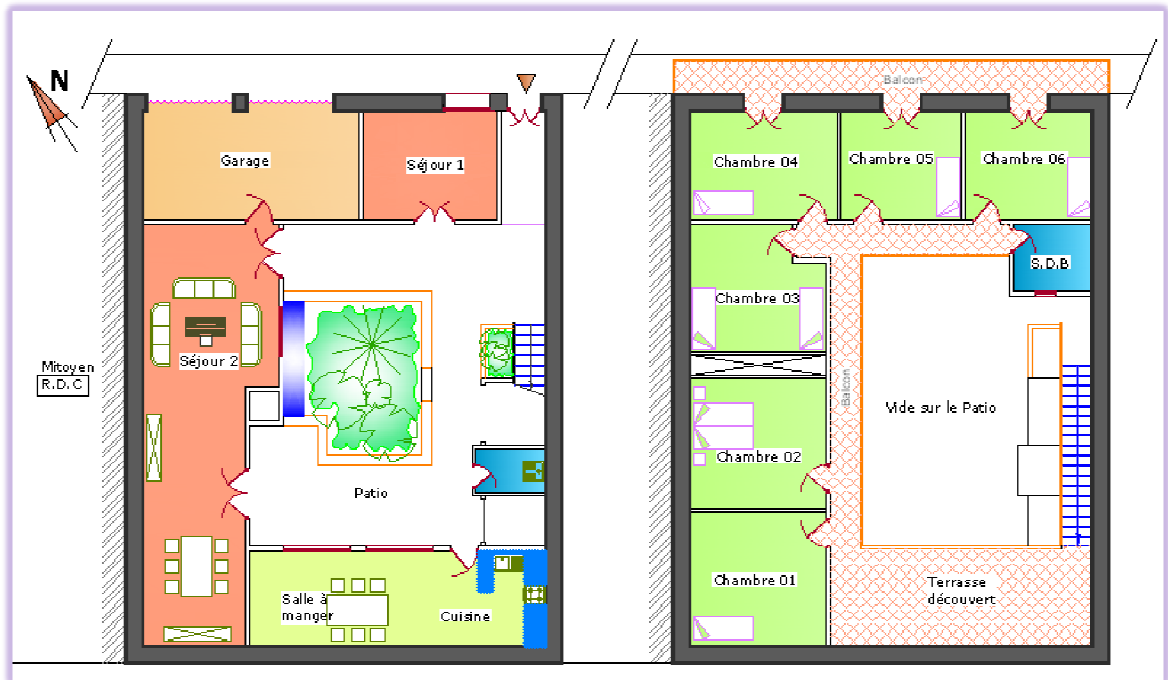 N
Garage
Séjour 1
Séjour 2
Mitoyen
R.D.C
Patio
Salle à
manger
Cuisine
Balcon
Chambre 04
Chambre 05
Chambre 06
S.D.B
Chambre 03
Balcon
Vide sur le Patio
Chambre 02
Chambre 01
Terrasse
découvert